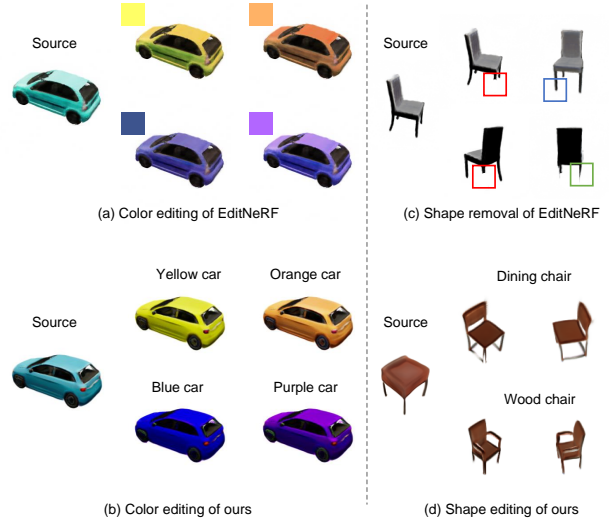 Source
(a) Color editing of EditNeRF
Source
(c) Shape removal of EditNeRF
Yellow car
Orange car
Source
Blue car
Purple car
(b) Color editing of ours
Dining chair
Source
Wood chair
(d) Shape editing of ours